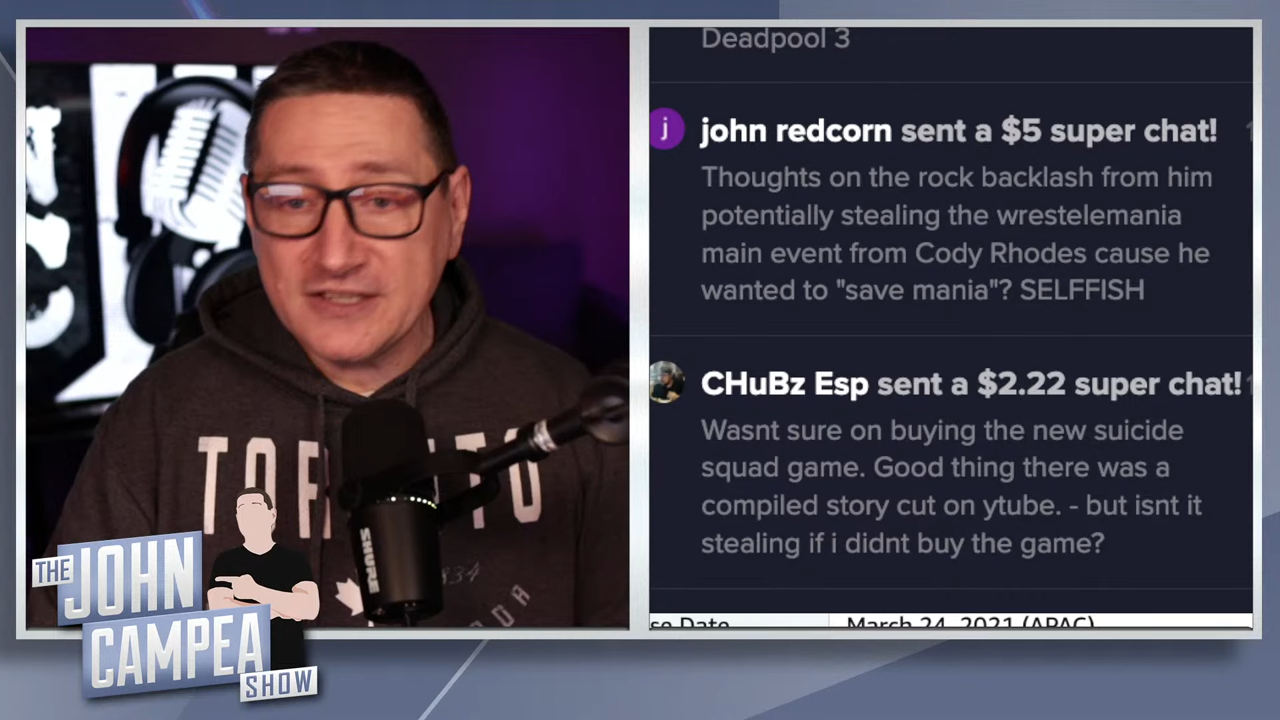 Deadpool 3
j
john redcorn sent a $5 super chat!
Thoughts on the rock backlash from him
potentially stealing the wrestelemania
main event from Cody Rhodes cause he
wanted to "save mania"? SELFFISH
CHuBz Esp sent a $2.22 super chat!
Wasnt sure on buying the new suicide
squad game. Good thing there was a
compiled story cut on ytube. - but isnt it
stealing if i didnt buy the game?
March 24, 2021 (APAC)
SHURE
THE
JOHN
CAMPEA
SHOW